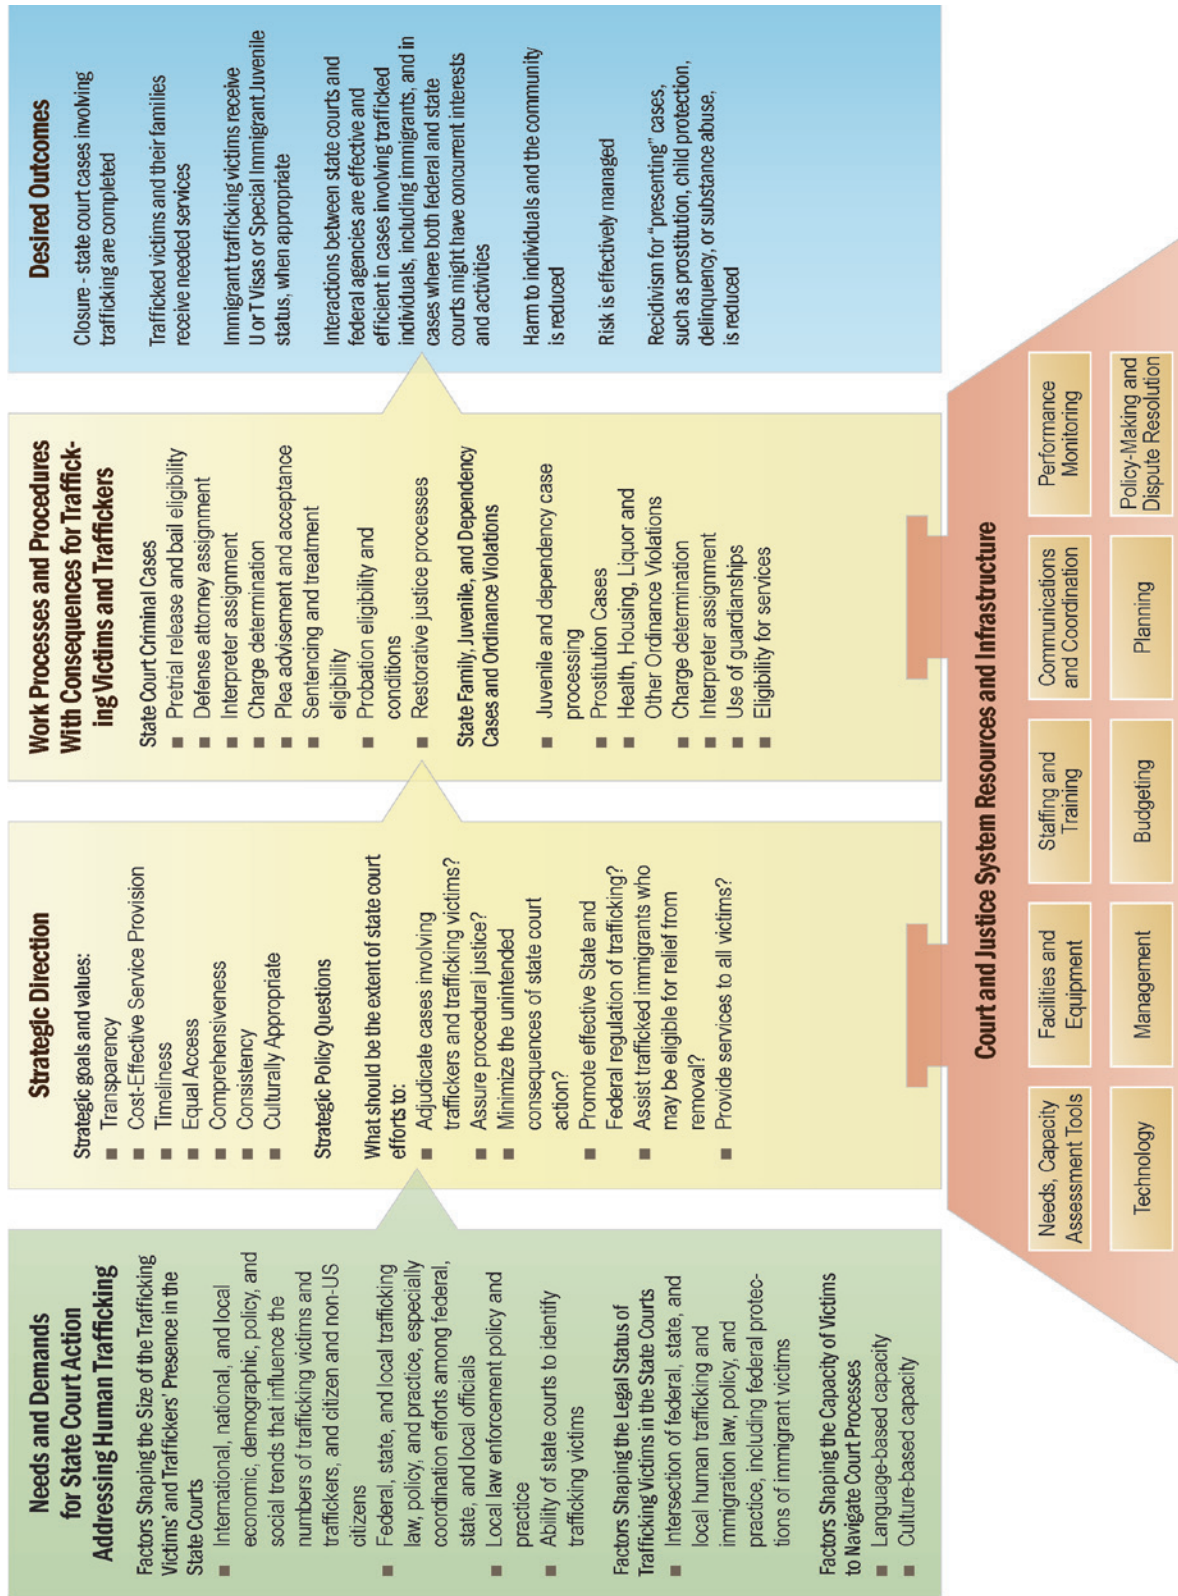 Needs and Demands
for State Court Action
Addressing Human Trafficking
Factors Shaping the Size of the Trafficking
Victims' and Traffickers' Presence in the
State Courts
■ International, national, and local
economic, demographic, policy, and
social trends that influence the
numbers of trafficking victims and
traffickers, and citizen and non-US
citizens
■ Federal, state, and local trafficking
law, policy, and practice, especially
coordination efforts among federal,
state, and local officials
■ Local law enforcement policy and
practice
■ Ability of state courts to identify
trafficking victims
Factors Shaping the Legal Status of
Trafficking Victims in the State Courts
■ Intersection of federal, state, and
local human trafficking and
immigration law, policy, and
practice, including federal protec-
tions of immigrant victims
Factors Shaping the Capacity of Victims
to Navigate Court Processes
■ Language-based capacity
■ Culture-based capacity
Strategic Direction
Strategic goals and values:
■ Transparency
■ Cost-Effective Service Provision
■ Timeliness
■ Equal Access
■ Comprehensiveness
■ Consistency
■ Culturally Appropriate
Strategic Policy Questions
What should be the extent of state court
efforts to:
■ Adjudicate cases involving
traffickers and trafficking victims?
■ Assure procedural justice?
■ Minimize the unintended
consequences of state court
action?
■ Promote effective State and
Federal regulation of trafficking?
■ Assist trafficked immigrants who
may be eligible for relief from
removal?
■ Provide services to all victims?
Work Processes and Procedures
With Consequences for Traffick-
ing Victims and Traffickers
State Court Criminal Cases
■ Pretrial release and bail eligibility
■ Defense attorney assignment
■ Interpreter assignment
■ Charge determination
■ Plea advisement and acceptance
■ Sentencing and treatment
eligibility
■ Probation eligibility and
conditions
■ Restorative justice processes
State Family, Juvenile, and Dependency
Cases and Ordinance Violations
■ Juvenile and dependency case
processing
■ Prostitution Cases
■ Health, Housing, Liquor and
Other Ordinance Violations
■ Charge determination
■ Interpreter assignment
■ Use of guardianships
■ Eligibility for services
Desired Outcomes
Closure - state court cases involving
trafficking are completed
Trafficked victims and their families
receive needed services
Immigrant trafficking victims receive
U or T Visas or Special Immigrant Juvenile
status, when appropriate
Interactions between state courts and
federal agencies are effective and
efficient in cases involving trafficked
individuals, including immigrants, and in
cases where both federal and state
courts might have concurrent interests
and activities
Harm to individuals and the community
is reduced
Risk is effectively managed
Recidivism for "presenting" cases,
such as prostitution, child protection,
delinquency, or substance abuse,
is reduced
Court and Justice System Resources and Infrastructure
Needs, Capacity
Assessment Tools
Facilities and
Equipment
Staffing and
Training
Communications
and Coordination
Performance
Monitoring
Technology
Management
Budgeting
Planning
Policy-Making and
Dispute Resolution